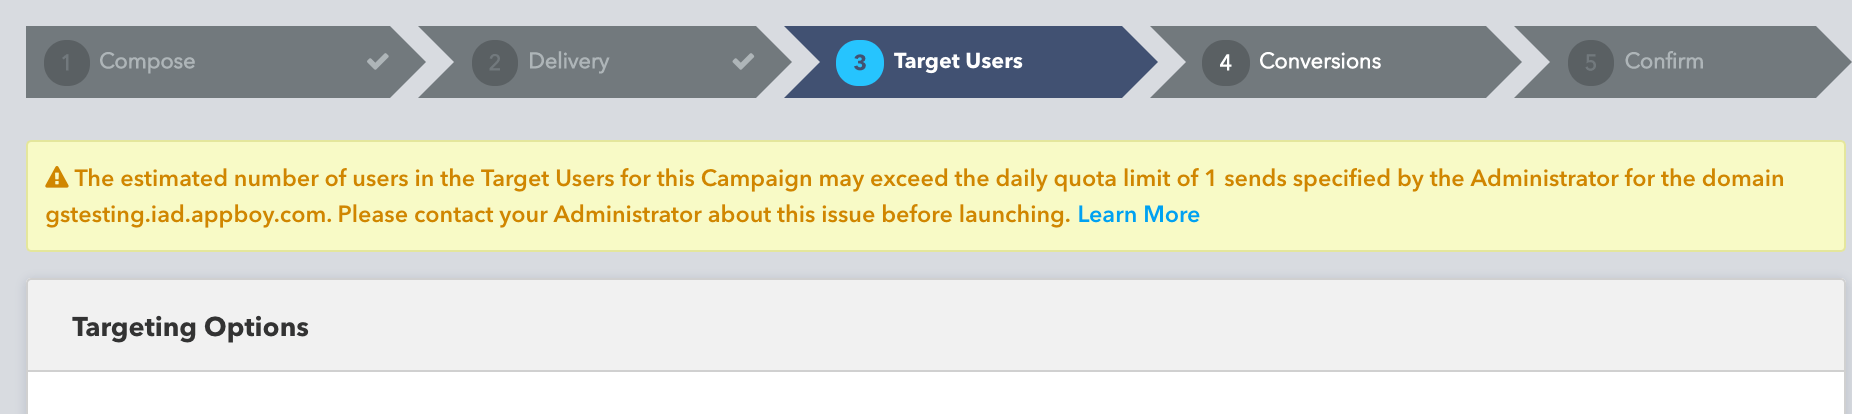 1 Compose 2 Delivery 3 Target Users 4 Conversions 5 Confirm
The estimated number of users in the Target Users for this Campaign may exceed the daily quota limit of 1 sends specified by the Administrator for the domain
gstesting.iad.appboy.com. Please contact your Administrator about this issue before launching. Learn More
Targeting Options